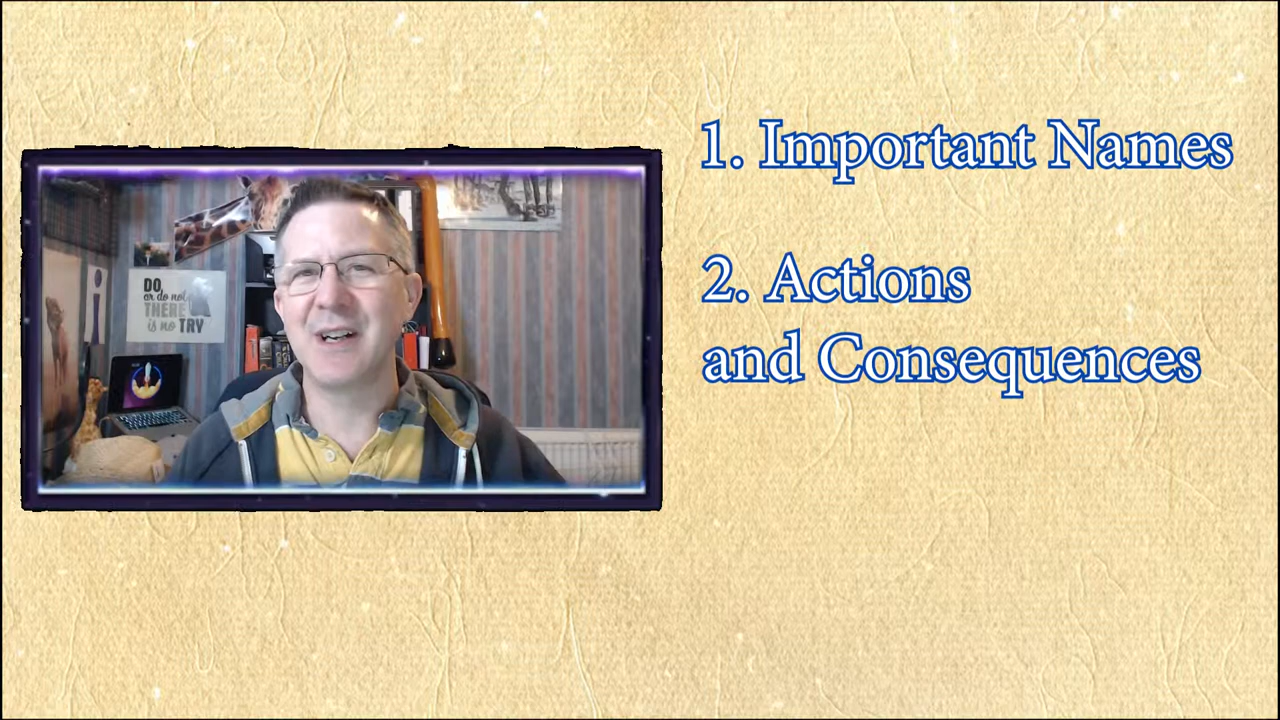 1. Important Names
2. Actions
and Consequences
DO,
or do not
THERE
is no TRY